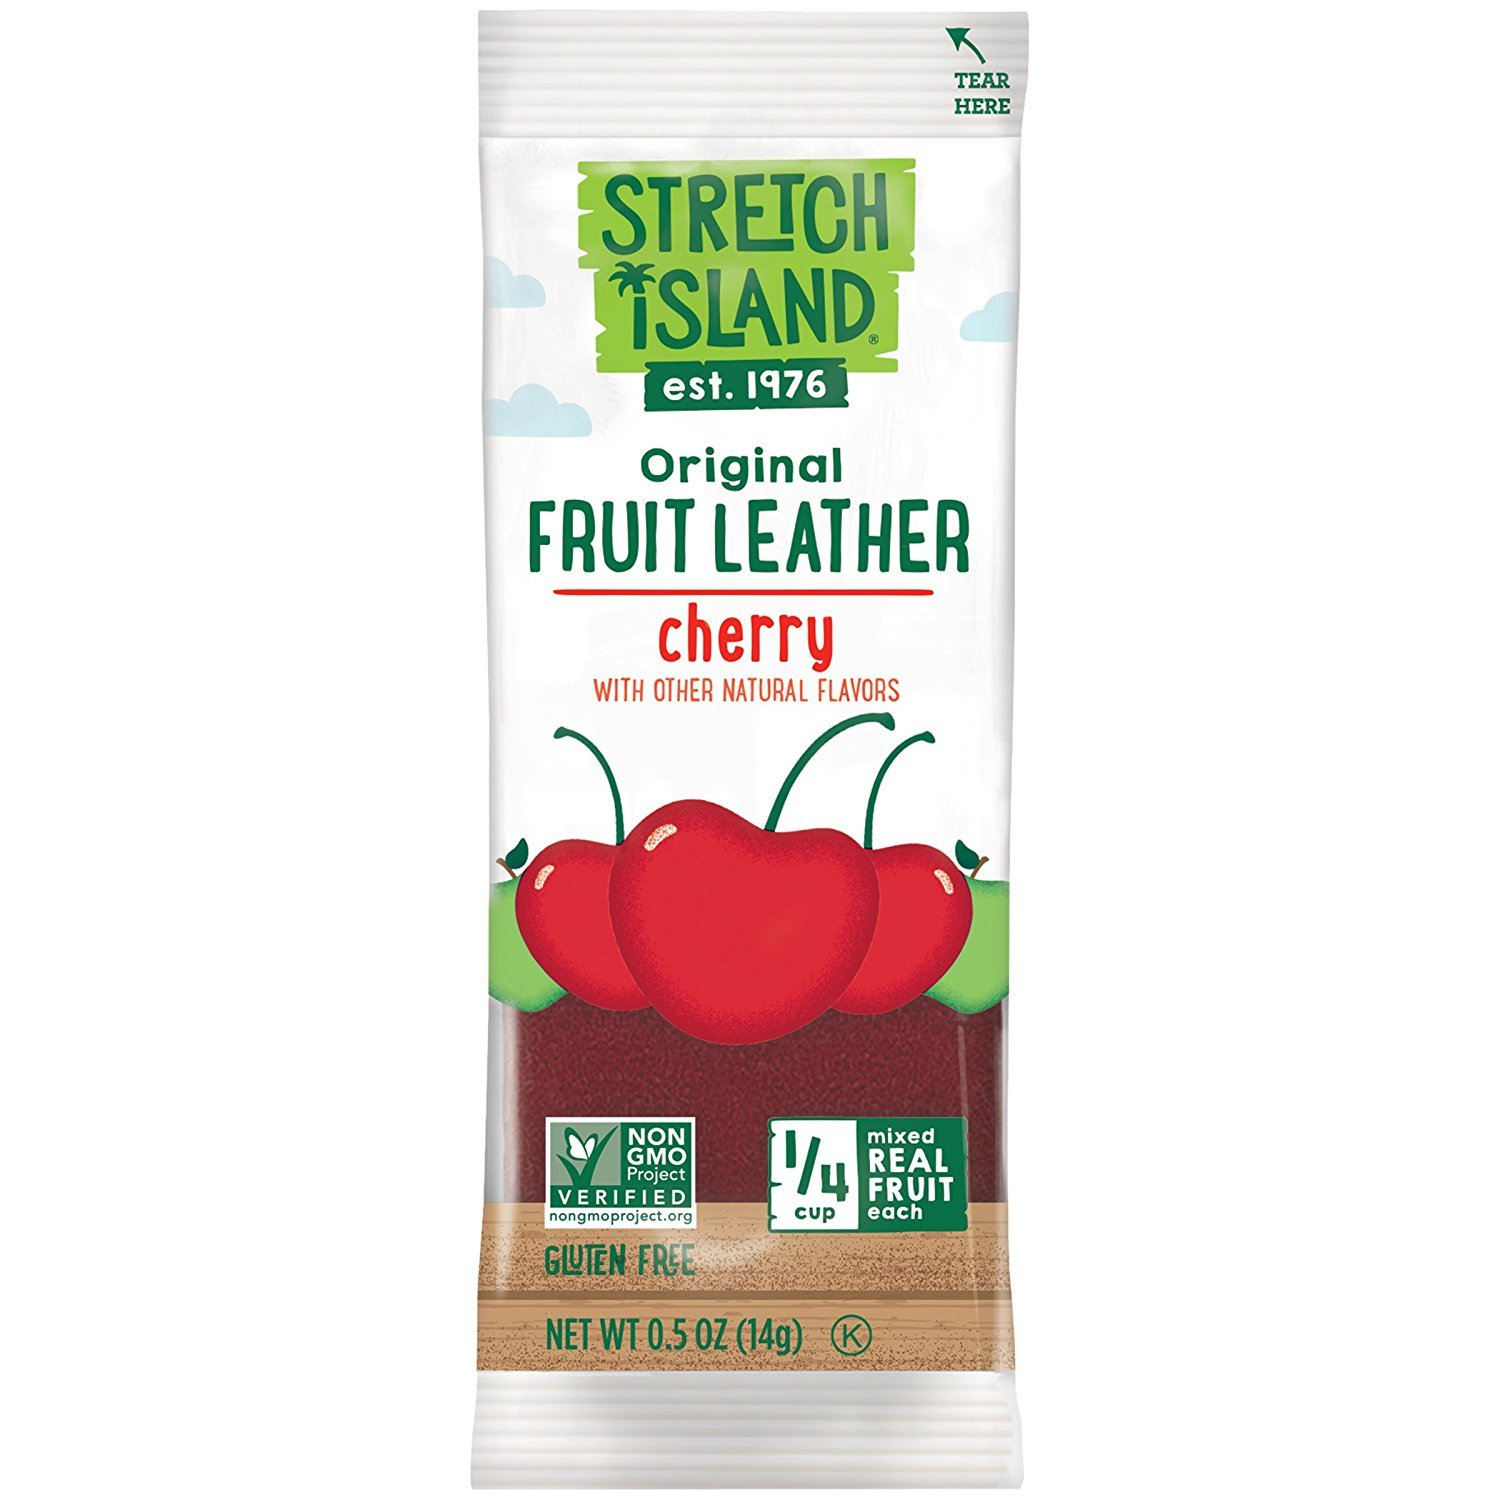 TEAR
HERE
STRETCH
iSLAND®
est. 1976
Original
FRUIT LEATHER
cherry
WITH OTHER NATURAL FLAVORS
NON
GMO
Project
VERIFIED
nongmoproject.org
1/4
cup
mixed
REAL
FRUIT
each
GLUTEN FREE
NET WT 0.5 OZ (14g) K